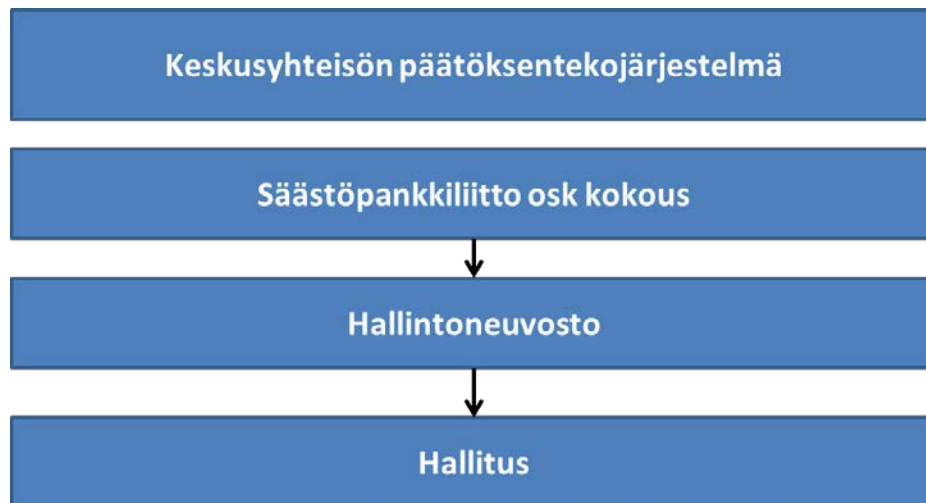 Keskusyhteisön päätöksentekojärjestelmä
Säästöpankkiliitto osk kokous
Hallintoneuvosto
Hallitus